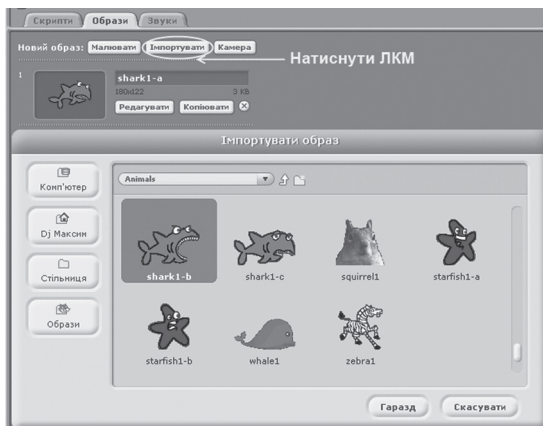 Скрипти Образи Звуки
Новий образ: Малювати Імпортувати Камера
Натиснути ЛКМ
1
shark1-a
180x122 3 КБ
Редагувати Копіювати
Імпортувати образ
Комп'ютер
Dj Максим
Стільниця
Образи
Animals
shark1-b shark1-c squirrel1 starfish1-a
starfish1-b whale1 zebra1
Гаразд Скасувати